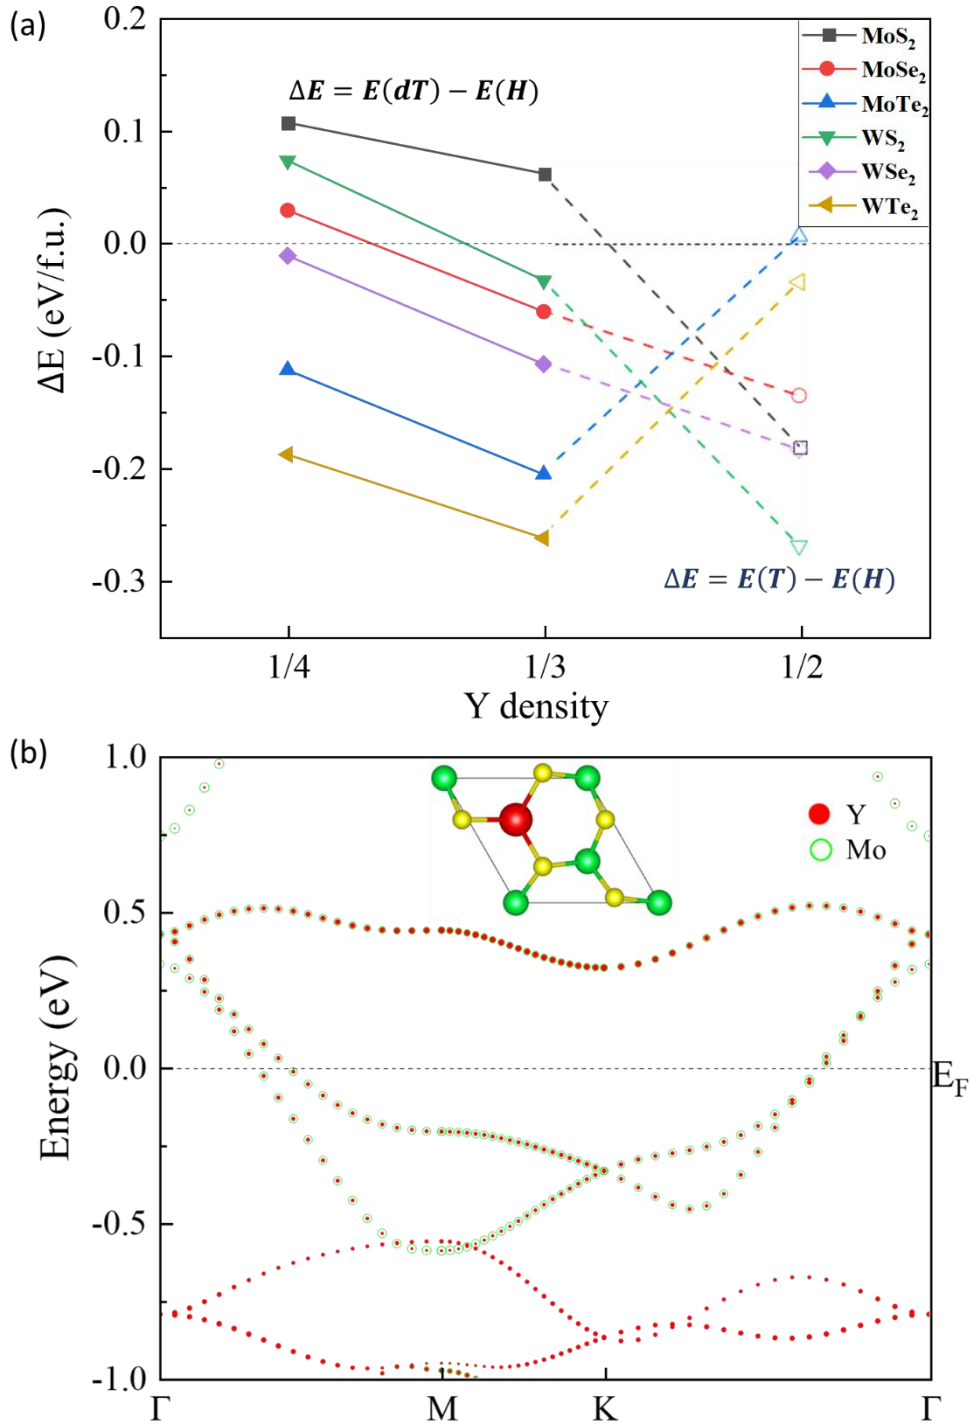 (a)
0.2
0.1
0.0
-0.1
-0.2
-0.3
ΔE (eV/f.u.)
ΔE = E(dT) − E(H)
MoS₂
MoSe₂
MoTe₂
WS₂
WSe₂
WTe₂
ΔE = E(T) − E(H)
1/4 1/3 1/2
Y density
(b)
1.0
0.5
0.0
-0.5
-1.0
Energy (eV)
Y
Mo
E_F
Γ M K Γ